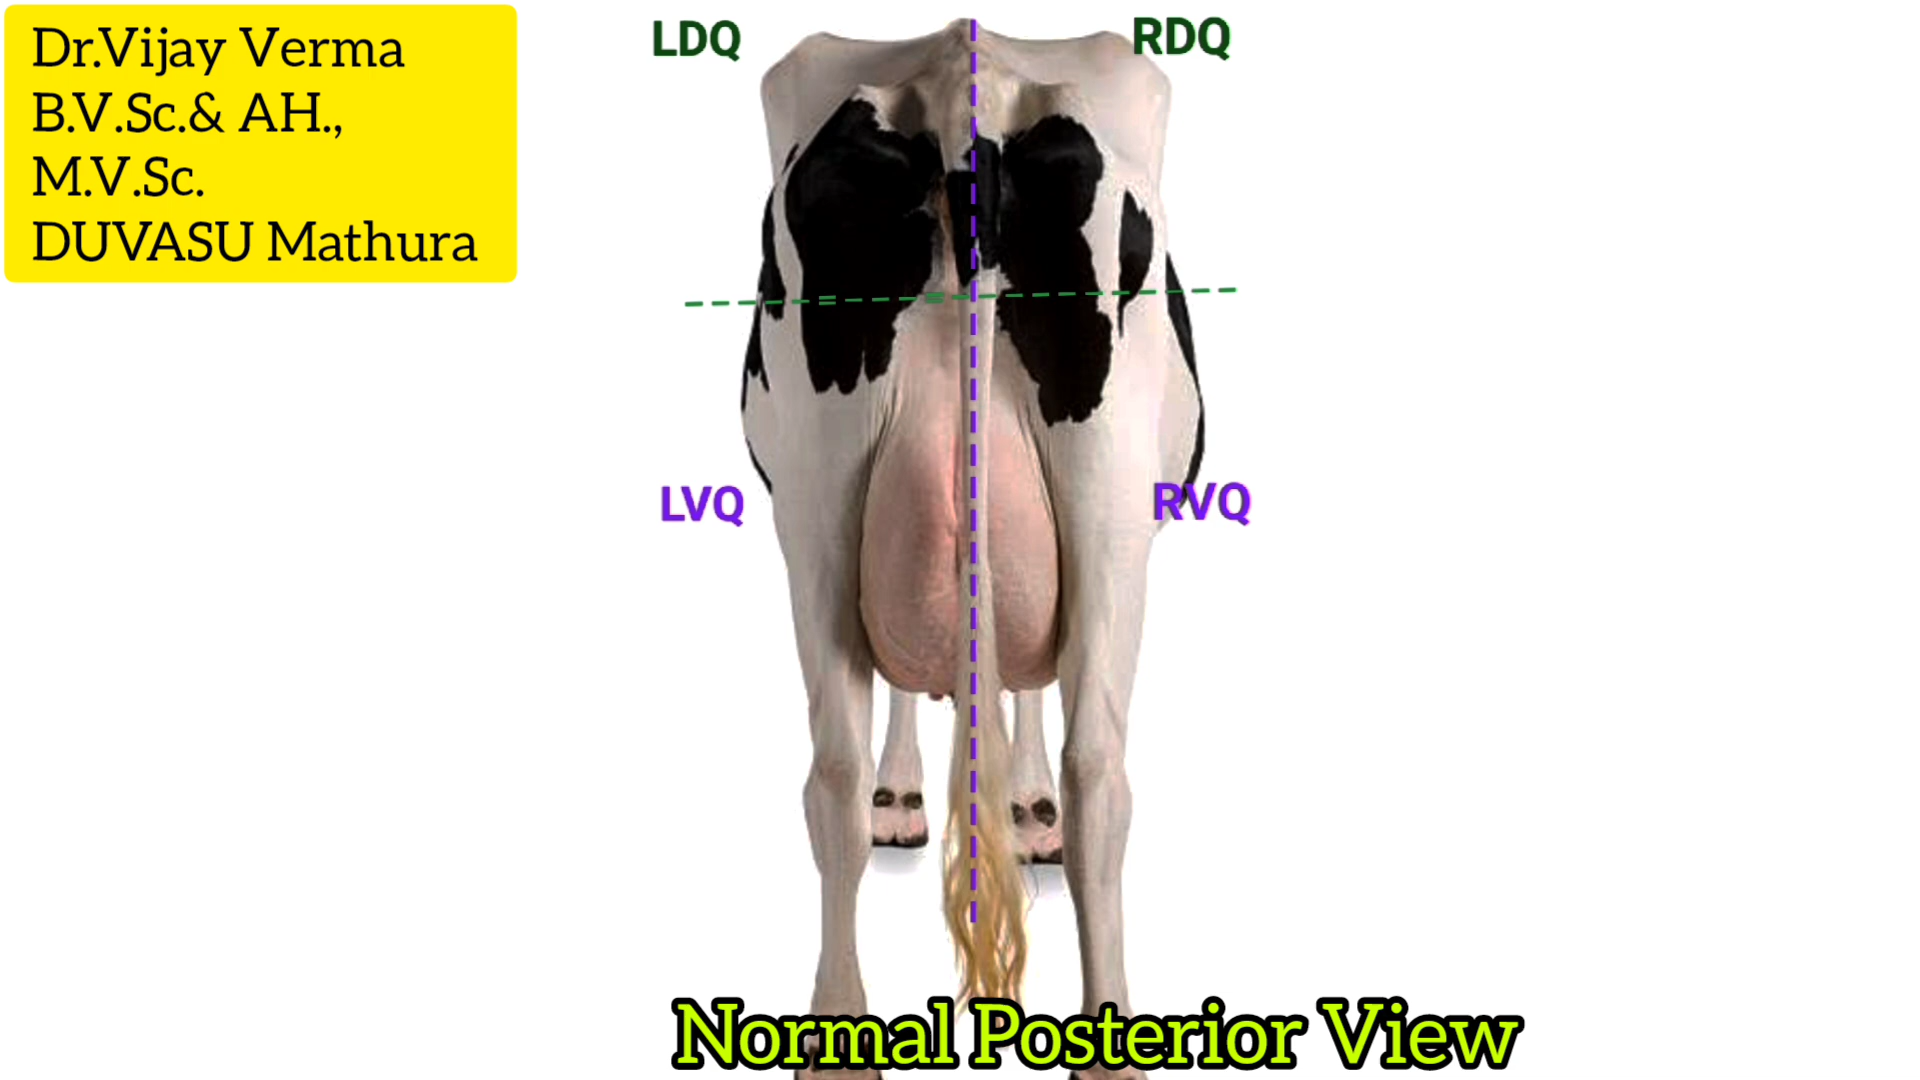 Dr.Vijay Verma
B.V.Sc.& AH.,
M.V.Sc.
DUVASU Mathura
LDQ
RDQ
LVQ
RVQ
Normal Posterior View